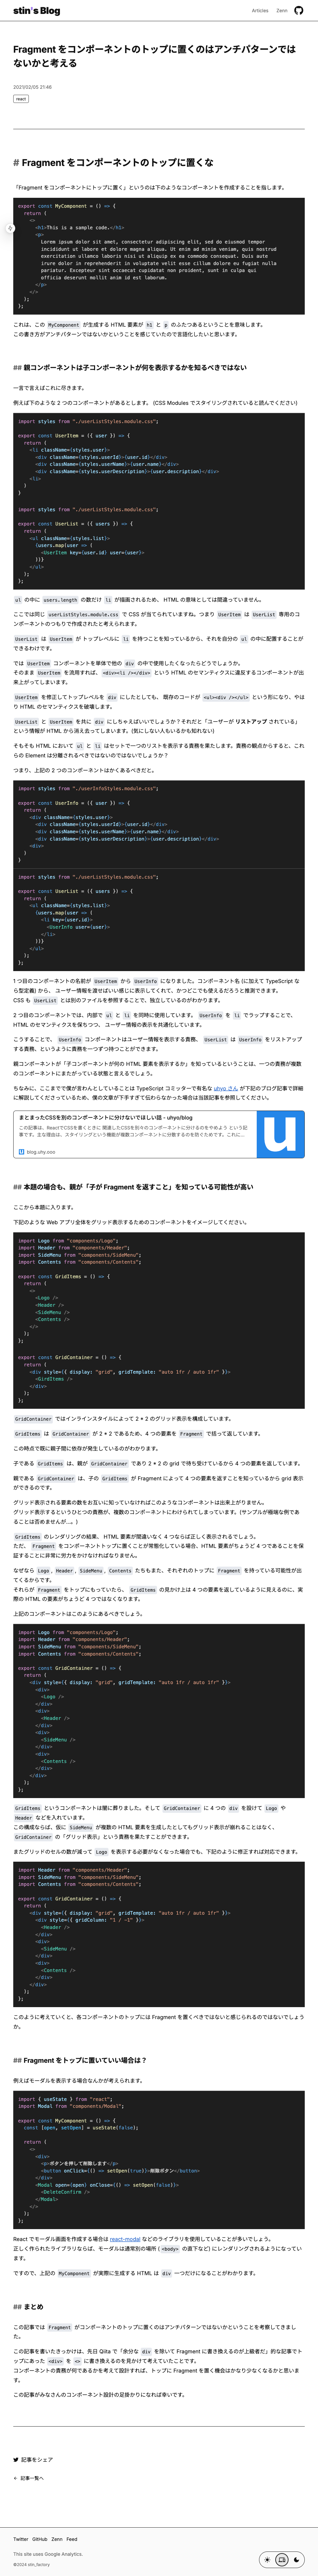 stin's Blog
Articles
Zenn
Fragment をコンポーネントのトップに置くのはアンチパターンでは
ないかと考える
2021/02/05 21:46
react
# Fragment をコンポーネントのトップに置くな
「Fragment をコンポーネントにトップに置く」というのは下のようなコンポーネントを作成することを指します。
export const MyComponent = () => {
return (
<>
<h1>This is a sample code.</h1>
<p>
Lorem ipsum dolor sit amet, consectetur adipiscing elit, sed do eiusmod tempor
incididunt ut labore et dolore magna aliqua. Ut enim ad minim veniam, quis nostrud
exercitation ullamco laboris nisi ut aliquip ex ea commodo consequat. Duis aute
irure dolor in reprehenderit in voluptate velit esse cillum dolore eu fugiat nulla
pariatur. Excepteur sint occaecat cupidatat non proident, sunt in culpa qui
officia deserunt mollit anim id est laborum.
</p>
</>
);
};
これは、この MyComponent が生成する HTML 要素が h1 と p のふたつあるということを意味します。
この書き方がアンチパターンではないかということを感じていたので言語化したいと思います。
## 親コンポーネントは子コンポーネントが何を表示するかを知るべきではない
一言で言えばこれに尽きます。
例えば下のような 2 つのコンポーネントがあるとします。 (CSS Modules でスタイリングされていると読んでください)
import styles from "./userListStyles.module.css";
export const UserItem = ({ user }) => {
return (
<li className={styles.user}>
<div className={styles.userId}>{user.id}</div>
<div className={styles.userName}>{user.name}</div>
<div className={styles.userDescription}>{user.description}</div>
<li>
)
}
import styles from "./userListStyles.module.css";
export const UserList = ({ users }) => {
return (
<ul className={styles.list}>
{users.map(user => (
<UserItem key={user.id} user={user}>
))}
</ul>
);
};
ul の中に users.length の数だけ li が描画されるため、 HTML の意味としては間違っていません。
ここでは同じ userListStyles.module.css で CSS が当てられていますね。つまり UserItem は UserList 専用のコ
ンポーネントのつもりで作成されたと見えます。
UserList は UserItem が トップレベルに li を持つことを知っているから、それを自分の ul の中に配置することがで
きるわけです。
では UserItem コンポーネントを単体で他の div の中で使用したくなったらどうでしょうか。
そのまま UserItem を流用すれば、 <div><li /></div> という HTML のセマンティクスに違反するコンポーネントが出
来上がってしまいます。
UserItem を修正してトップレベルを div にしたとしても、 既存のコードが <ul><div /></ul> という形になり、やは
り HTML のセマンティクスを破壊します。
UserList と UserItem を共に div にしちゃえばいいでしょうか？それだと「ユーザーが リストアップ されている」と
いう情報が HTML から消え去ってしまいます。(気にしない人もいるかも知れない)
そもそも HTML において ul と li はセットで一つのリストを表示する責務を果たします。責務の観点からすると、これ
らの Element は分離されるべきではないのではないでしょうか？
つまり、上記の 2 つのコンポーネントはかくあるべきだと。
import styles from "./userInfoStyles.module.css";
export const UserInfo = ({ user }) => {
return (
<div className={styles.user}>
<div className={styles.userId}>{user.id}</div>
<div className={styles.userName}>{user.name}</div>
<div className={styles.userDescription}>{user.description}</div>
<div>
)
}
import styles from "./userListStyles.module.css";
export const UserList = ({ users }) => {
return (
<ul className={styles.list}>
{users.map(user => (
<li key={user.id}>
<UserInfo user={user}>
</li>
))}
</ul>
);
};
1 つ目のコンポーネントの名前が UserItem から UserInfo になりました。コンポーネント名 (に加えて TypeScript な
ら型定義) から、 ユーザー情報を渡せばいい感じに表示してくれて、かつどこでも使えるだろうと推測できます。
CSS も UserList とは別のファイルを参照することで、独立しているのがわかります。
2 つ目のコンポーネントでは、内部で ul と li を同時に使用しています。 UserInfo を li でラップすることで、
HTML のセマンティクスを保ちつつ、 ユーザー情報の表示を共通化しています。
こうすることで、 UserInfo コンポーネントはユーザー情報を表示する責務、 UserList は UserInfo をリストアップ
する責務、というように責務を一つずつ持つことができます。
親コンポーネントが「子コンポーネントが何の HTML 要素を表示するか」を知っているということは、一つの責務が複数
のコンポーネントにまたがっている状態と言えるでしょう。
ちなみに、ここまでで僕が言わんとしていることは TypeScript コミッターで有名な uhyo さん が下記のブログ記事で詳細
に解説してくださっているため、僕の文章が下手すぎて伝わらなかった場合は当該記事を参照してください。
まとまったCSSを別のコンポーネントに分けないでほしい話 - uhyo/blog
この記事は、ReactでCSSを書くときに 関連したCSSを別々のコンポーネントに分けるのをやめよう という記
事です。主な理由は、スタイリングという機能が複数コンポーネントに分散するのを防ぐためです。これに...
blog.uhy.ooo
## 本題の場合も、親が「子が Fragment を返すこと」を知っている可能性が高い
ここから本題に入ります。
下記のような Web アプリ全体をグリッド表示するためのコンポーネントをイメージしてください。
import Logo from "components/Logo";
import Header from "components/Header";
import SideMenu from "components/SideMenu";
import Contents from "components/Contents";
export const GridItems = () => {
return (
<>
<Logo />
<Header />
<SideMenu />
<Contents />
</>
);
};
export const GridContainer = () => {
return (
<div style={{ display: "grid", gridTemplate: "auto 1fr / auto 1fr" }}>
<GirdItems />
</div>
);
};
GridContainer ではインラインスタイルによって 2 * 2 のグリッド表示を構成しています。
GridItems は GridContainer が 2 * 2 であるため、4 つの要素を Fragment で括って返しています。
この時点で既に親子間に依存が発生しているのがわかります。
子である GridItems は、親が GridContainer であり 2 * 2 の grid で待ち受けているから 4 つの要素を返しています。
親である GridContainer は、子の GridItems が Fragment によって 4 つの要素を返すことを知っているから grid 表示
ができるのです。
グリッド表示される要素の数をお互いに知っていなければこのようなコンポーネントは出来上がりません。
グリッド表示するというひとつの責務が、複数のコンポーネントにわけられてしまっています。(サンプルが極端な例であ
ることは否めませんが...。)
GridItems のレンダリングの結果、 HTML 要素が間違いなく 4 つならば正しく表示されるでしょう。
ただ、 Fragment をコンポーネントトップに置くことが常態化している場合、HTML 要素がちょうど 4 つであることを保
証することに非常に労力をかけなければなりません。
なぜなら Logo , Header , SideMenu , Contents たちもまた、それぞれのトップに Fragment を持っている可能性が出
てくるからです。
それらが Fragment をトップにもっていたら、 GridItems の見かけ上は 4 つの要素を返しているように見えるのに、実
際の HTML の要素がちょうど 4 つではなくなります。
上記のコンポーネントはこのようにあるべきでしょう。
import Logo from "components/Logo";
import Header from "components/Header";
import SideMenu from "components/SideMenu";
import Contents from "components/Contents";
export const GridContainer = () => {
return (
<div style={{ display: "grid", gridTemplate: "auto 1fr / auto 1fr" }}>
<div>
<Logo />
</div>
<div>
<Header />
</div>
<div>
<SideMenu />
</div>
<div>
<Contents />
</div>
</div>
);
};
GridItems というコンポーネントは闇に葬りました。そして GridContainer に 4 つの div を設けて Logo や
Header などを入れています。
この構成ならば、仮に SideMenu が複数の HTML 要素を生成したとしてもグリッド表示が崩れることはなく、
GridContainer の「グリッド表示」という責務を果たすことができます。
またグリッドのセルの数が減って Logo を表示する必要がなくなった場合でも、下記のように修正すれば対応できます。
import Header from "components/Header";
import SideMenu from "components/SideMenu";
import Contents from "components/Contents";
export const GridContainer = () => {
return (
<div style={{ display: "grid", gridTemplate: "auto 1fr / auto 1fr" }}>
<div style={{ gridColumn: "1 / -1" }}>
<Header />
</div>
<div>
<SideMenu />
</div>
<div>
<Contents />
</div>
</div>
);
};
このように考えていくと、各コンポーネントのトップには Fragment を置くべきではないと感じられるのではないでしょう
か。
## Fragment をトップに置いていい場合は？
例えばモーダルを表示する場合なんかが考えられます。
import { useState } from "react";
import Modal from "components/Modal";
export const MyComponent = () => {
const [open, setOpen] = useState(false);
return (
<>
<div>
<p>ボタンを押して削除します</p>
<button onClick={() => setOpen(true)}>削除ボタン</button>
</div>
<Modal open={open} onClose={() => setOpen(false)}>
<DeleteConfirm />
</Modal>
</>
);
};
React でモーダル画面を作成する場合は react-modal などのライブラリを使用していることが多いでしょう。
正しく作られたライブラリならば、モーダルは通常別の場所 ( <body> の直下など) にレンダリングされるようになってい
ます。
ですので、上記の MyComponent が実際に生成する HTML は div 一つだけになることがわかります。
## まとめ
この記事では Fragment がコンポーネントのトップに置くのはアンチパターンではないかということを考察してきまし
た。
この記事を書いたきっかけは、先日 Qiita で「余分な div を除いて Fragment に書き換えるのが上級者だ」的な記事でト
ップにあった <div> を <> に書き換えるのを見かけて考えていたことです。
コンポーネントの責務が何であるかを考えて設計すれば、トップに Fragment を置く機会はかなり少なくなるかと思いま
す。
この記事がみなさんのコンポーネント設計の足掛かりになれば幸いです。
記事をシェア
← 記事一覧へ
Twitter
GitHub
Zenn
Feed
This site uses Google Analytics.
©2024 stin_factory